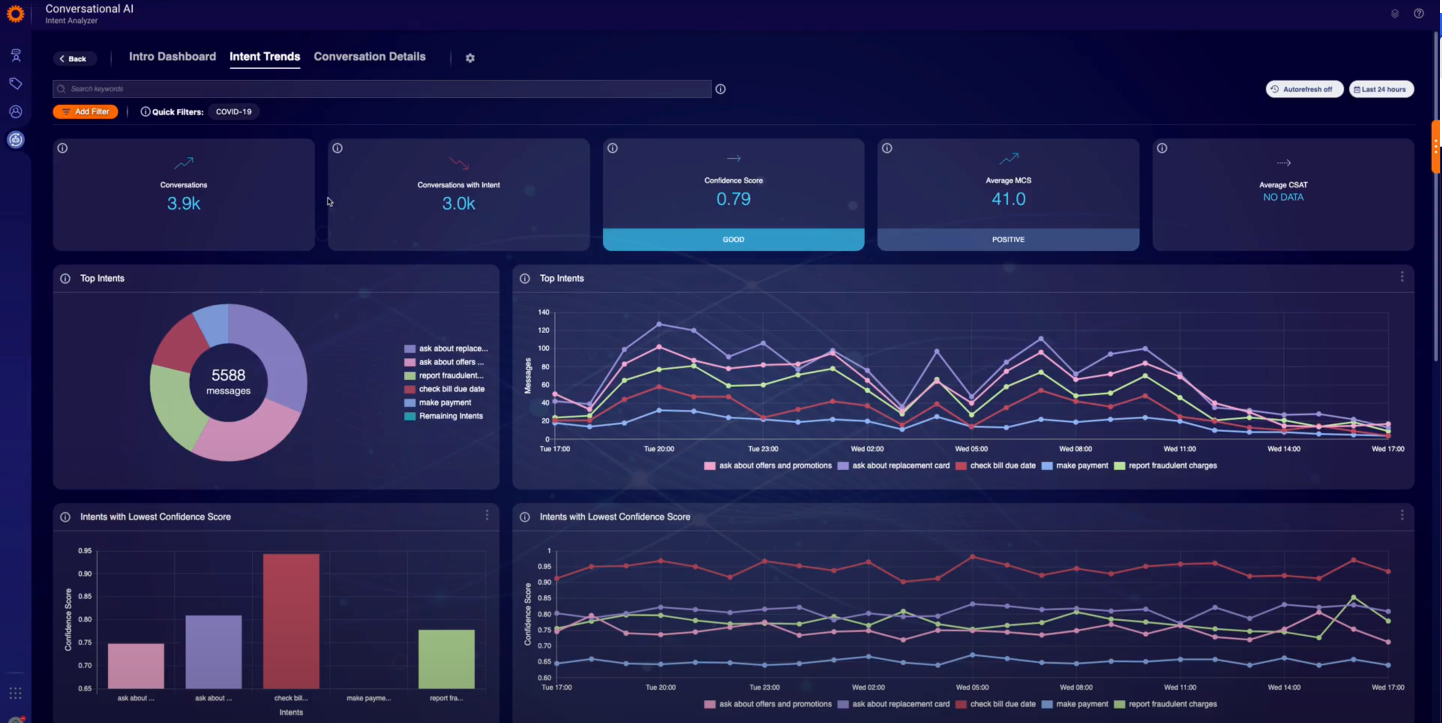 Conversational AI
Intent Analyzer
Back
Intro Dashboard
Intent Trends
Conversation Details
Search keywords
Autorefresh off
Last 24 hours
Add Filter
Quick Filters:
COVID-19
Conversations
3.9k
Conversations with Intent
3.0k
Confidence Score
0.79
GOOD
Average MCS
41.0
POSITIVE
Average CSAT
NO DATA
Top Intents
5588
messages
ask about replace...
ask about offers ...
report fraudulent...
check bill due date
make payment
Remaining Intents
Top Intents
Messages
140
120
100
80
60
40
20
0
Tue 17:00
Tue 20:00
Tue 23:00
Wed 02:00
Wed 05:00
Wed 08:00
Wed 11:00
Wed 14:00
Wed 17:00
ask about offers and promotions
ask about replacement card
check bill due date
make payment
report fraudulent charges
Intents with Lowest Confidence Score
Confidence Score
0.95
0.90
0.85
0.80
0.75
0.70
0.65
ask about ...
ask about ...
check bill...
make payme...
report fra...
Intents
Intents with Lowest Confidence Score
Confidence Score
1
0.95
0.90
0.85
0.80
0.75
0.70
0.65
0.60
Tue 17:00
Tue 20:00
Tue 23:00
Wed 02:00
Wed 05:00
Wed 08:00
Wed 11:00
Wed 14:00
Wed 17:00
ask about offers and promotions
ask about replacement card
check bill due date
make payment
report fraudulent charges